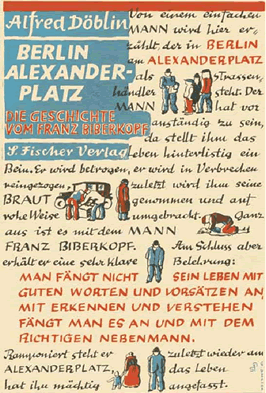 Alfred Döblin
BERLIN
ALEXANDER-
PLATZ
DIE GESCHICHTE
VOM FRANZ BIBERKOPF
S. Fischer Verlag
Von einem einfachen
MANN wird hier er-
zählt der in BERLIN
am ALEXANDERPLATZ
als Strassen,
händler steht. Der
MANN hat vor
anständig zu sein,
da stellt ihm das
Leben hinterlistig ein
Bein. Er wird betrogen, er wird in Verbrechen
reingezogen, zuletzt wird ihm seine
BRAUT genommen und auf
rohe Weise umgebracht. Ganz
aus ist es mit dem MANN
FRANZ BIBERKOPF. Am Schluss aber
erhält er eine sehr klare Belehrung:
MAN FÄNGT NICHT SEIN LEBEN MIT
GUTEN WORTEN UND VORSÄTZEN AN,
MIT ERKENNEN UND VERSTEHEN
FÄNGT MAN ES AN UND MIT DEM
RICHTIGEN NEBENMANN.
Ramponiert steht er zuletzt wieder am
ALEXANDERPLATZ, das Leben
hat ihn mächtig angefasst.